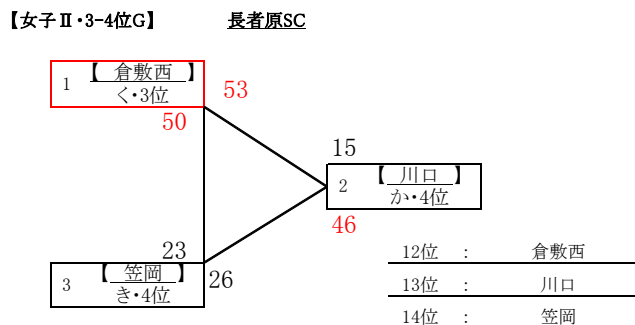 【女子Ⅱ・3-4位G】 長者原SC
1 【 倉敷西 】 53
く・3位
50
15
2 【 川口 】
か・4位
46
23
3 【 笠岡 】 26
き・4位
12位 : 倉敷西
13位 : 川口
14位 : 笠岡